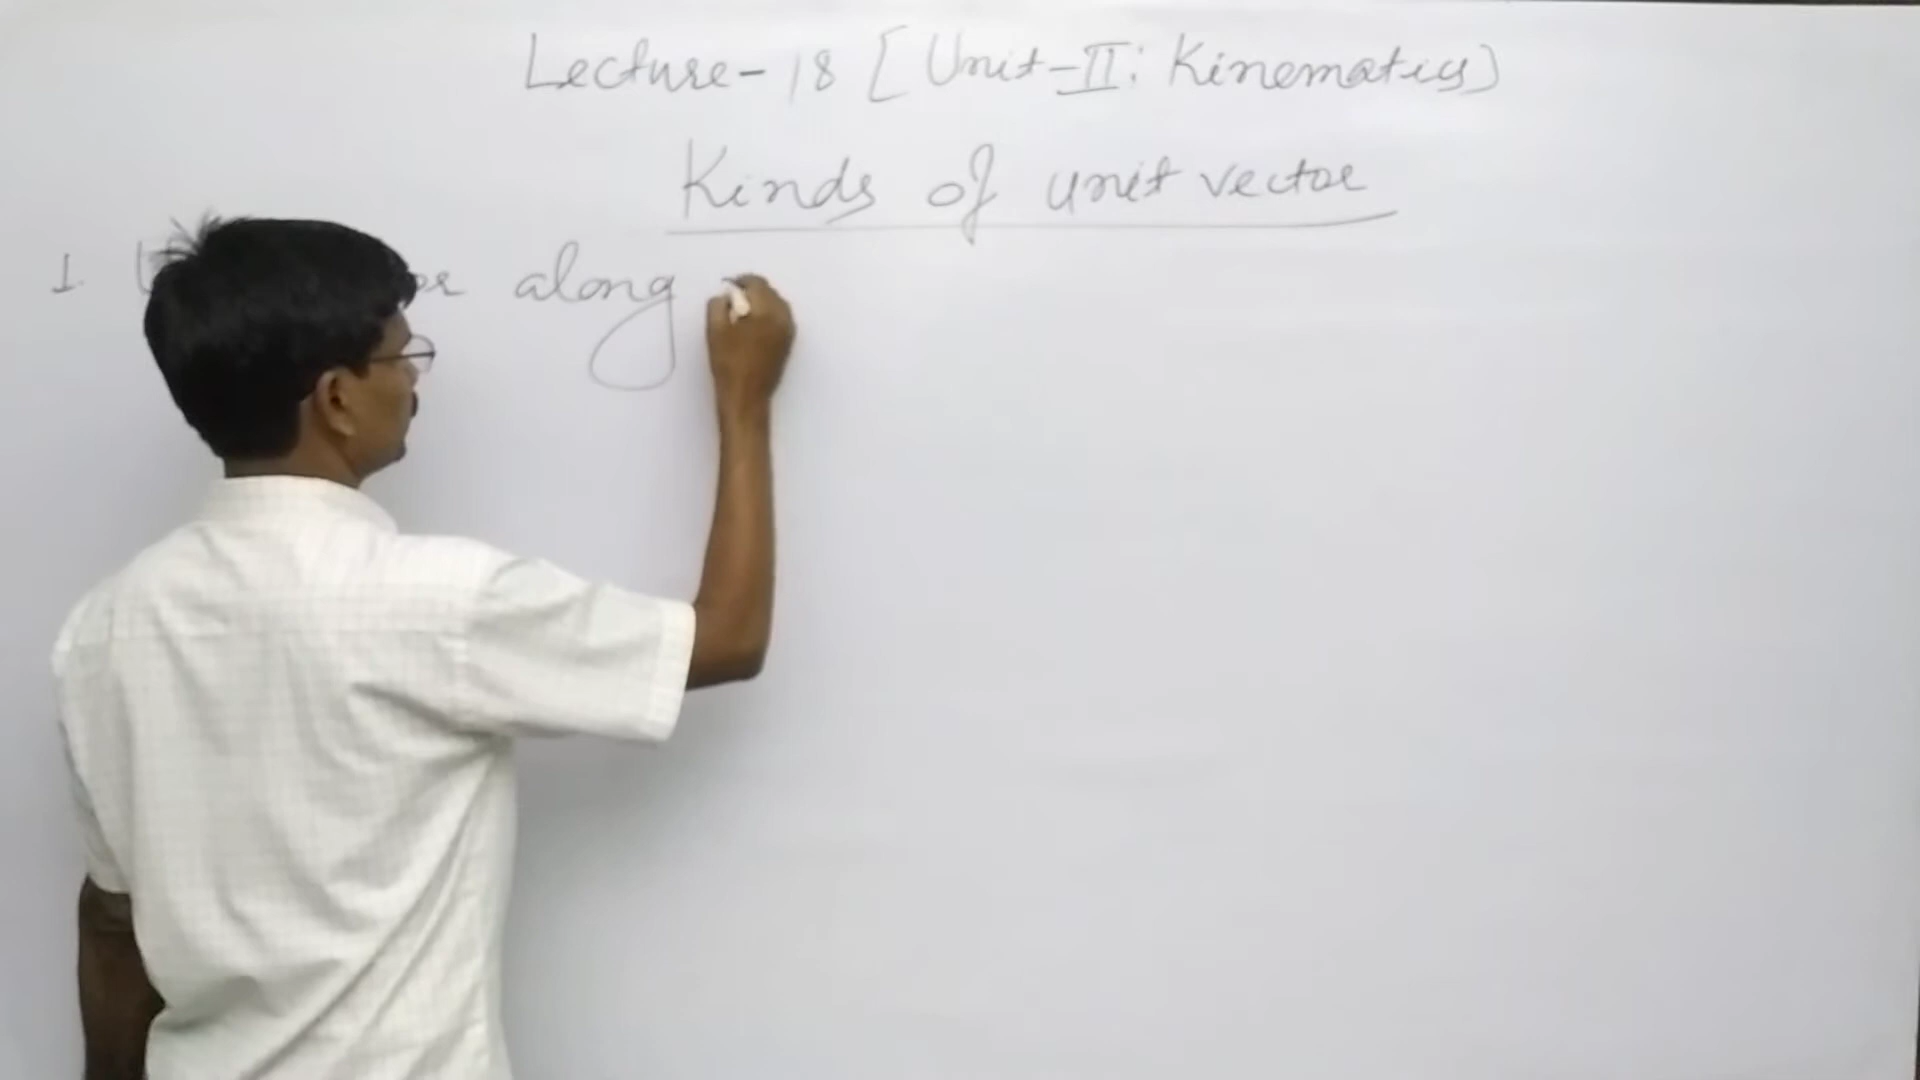 Lecture-18 [Unit-II: Kinematics]
Kinds of unit vector
1 along